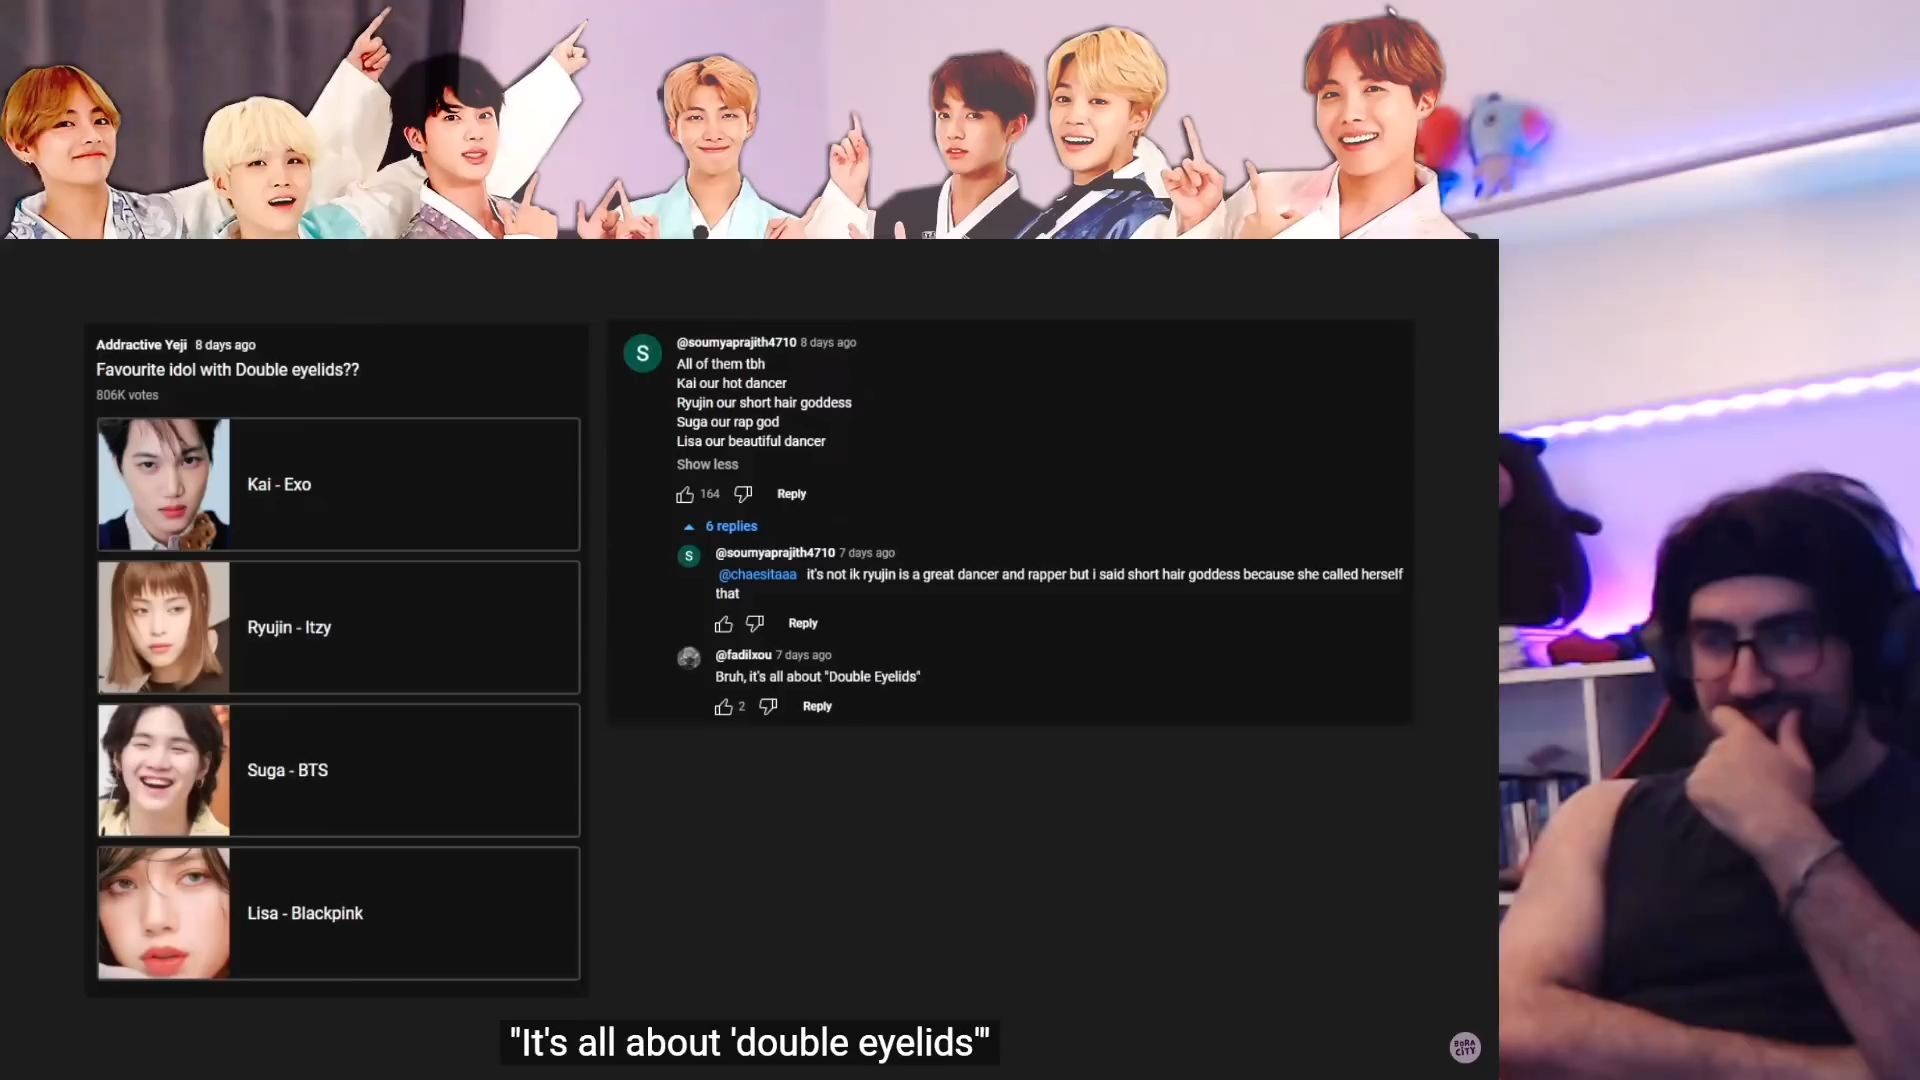 Addractive Yeji 8 days ago
Favourite idol with Double eyelids??
806K votes
Kai - Exo
Ryujin - Itzy
Suga - BTS
Lisa - Blackpink
S
@soumyaprajith4710 8 days ago
All of them tbh
Kai our hot dancer
Ryujin our short hair goddess
Suga our rap god
Lisa our beautiful dancer
Show less
164 Reply
6 replies
S
@soumyaprajith4710 7 days ago
@chaesitaaa it's not ik ryujin is a great dancer and rapper but i said short hair goddess because she called herself
that
Reply
@fadilxou 7 days ago
Bruh, it's all about "Double Eyelids"
2 Reply
"It's all about 'double eyelids'"
BORA
CITY